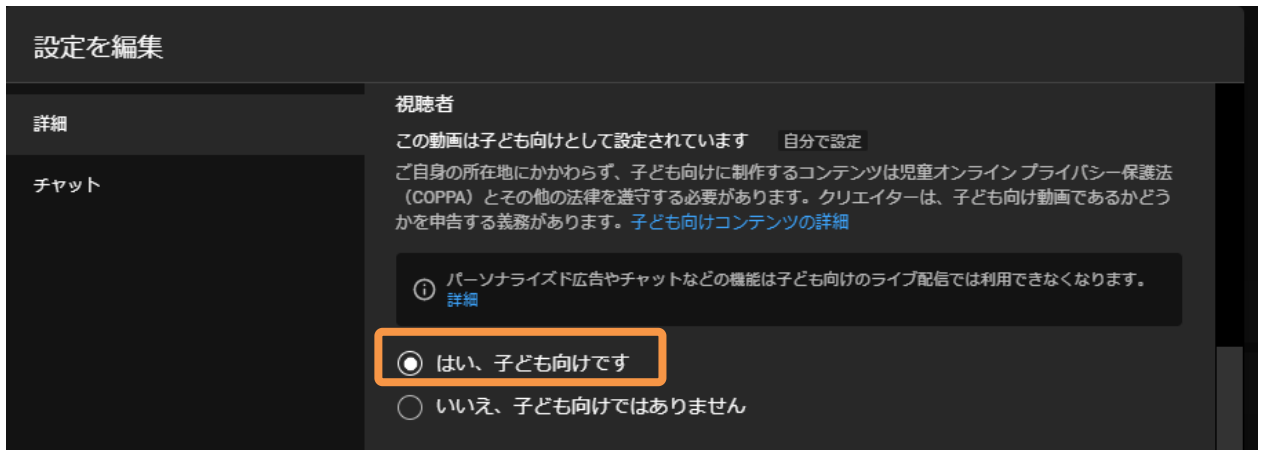 設定を編集
詳細
チャット
視聴者
この動画は子ども向けとして設定されています 自分で設定
ご自身の所在地にかかわらず、子ども向けに制作するコンテンツは児童オンライン プライバシー保護法
（COPPA）とその他の法律を遵守する必要があります。クリエイターは、子ども向け動画であるかどう
かを申告する義務があります。子ども向けコンテンツの詳細
パーソナライズド広告やチャットなどの機能は子ども向けのライブ配信では利用できなくなります。
詳細
はい、子ども向けです
いいえ、子ども向けではありません